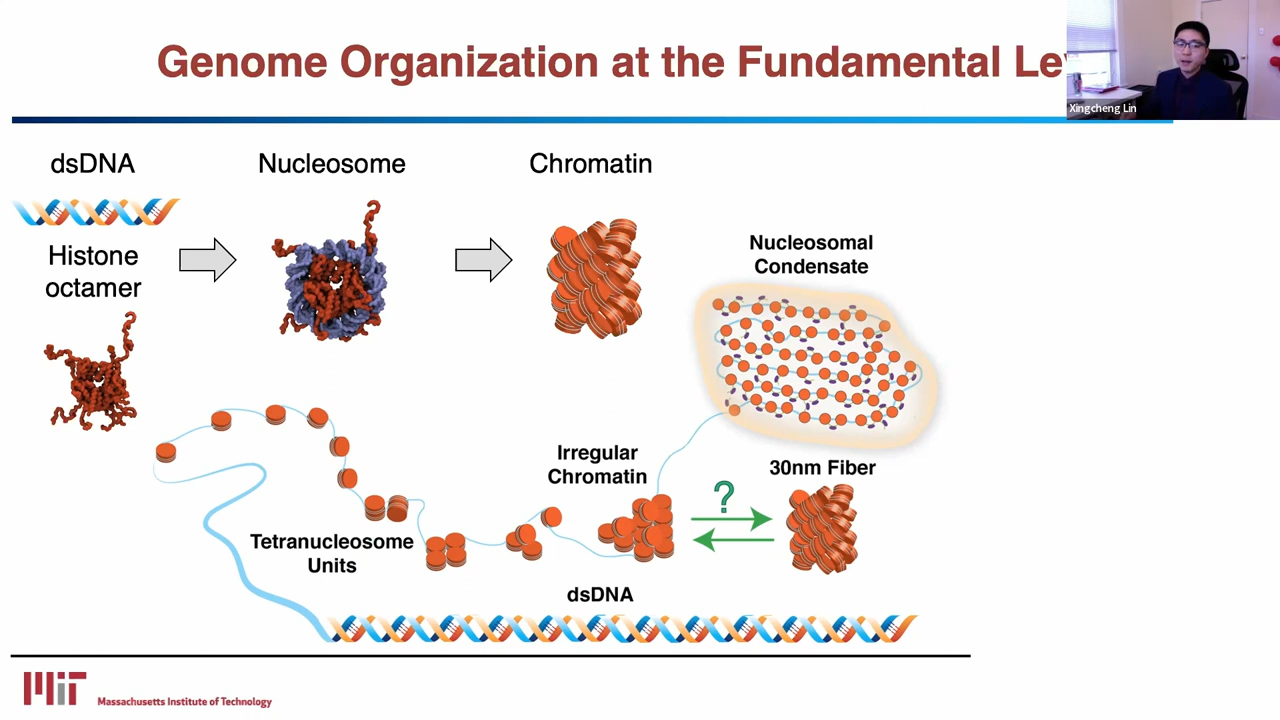 Genome Organization at the Fundamental Le
Xingcheng Lin
dsDNA
Nucleosome
Chromatin
Histone
octamer
Nucleosomal
Condensate
Irregular
Chromatin
30nm Fiber
?
Tetranucleosome
Units
dsDNA
MIT
Massachusetts Institute of Technology